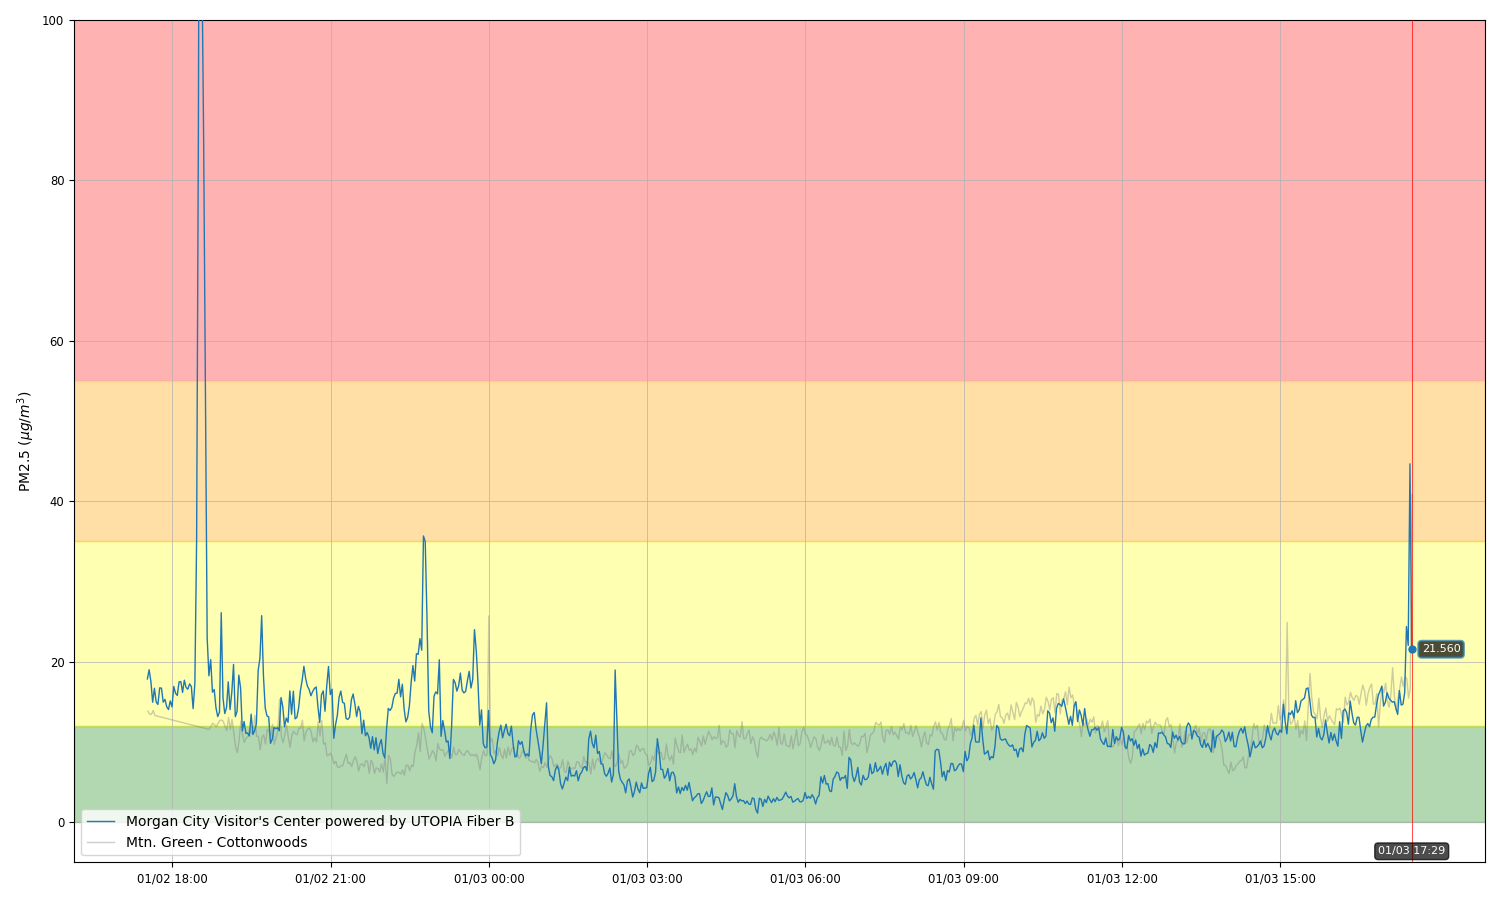 100
80
60
40
20
0
PM2.5 (μg/m³)
21.560
Morgan City Visitor's Center powered by UTOPIA Fiber B
Mtn. Green - Cottonwoods
01/03 17:29
01/02 18:00 01/02 21:00 01/03 00:00 01/03 03:00 01/03 06:00 01/03 09:00 01/03 12:00 01/03 15:00